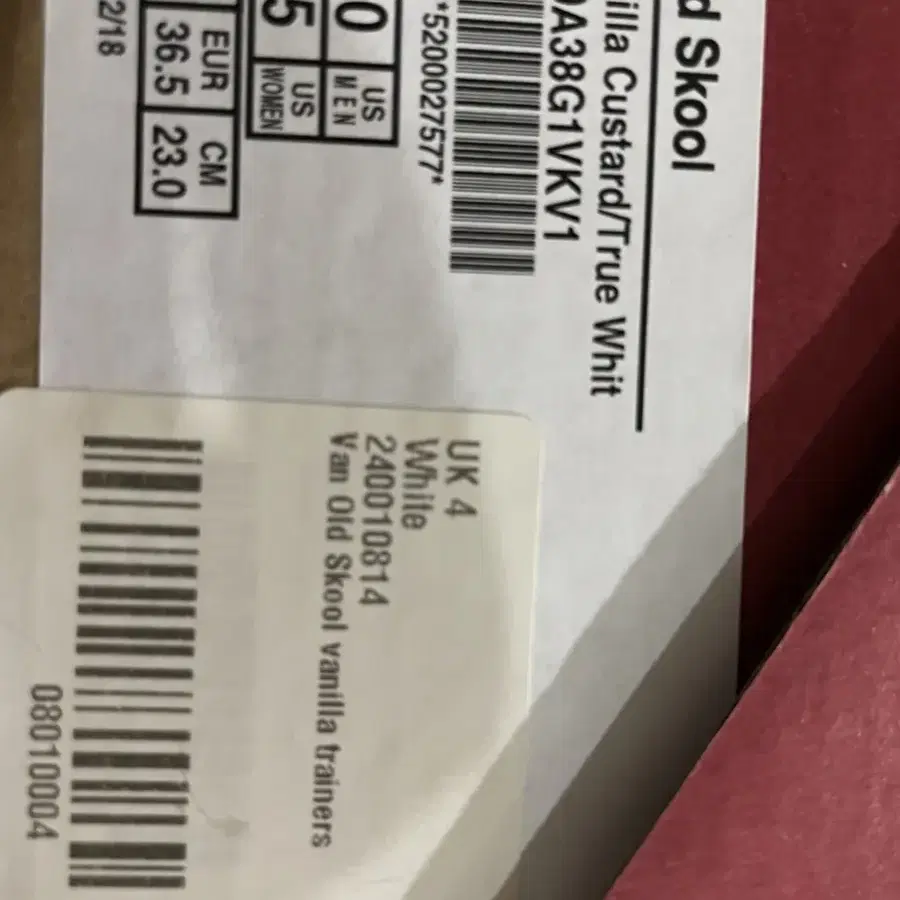 d Skool
illa Custard/True Whit
A38G1VKV1
*5200027577*
0 US MEN
5 US WOMEN
EUR CM
36.5 23.0
2/18
UK 4
White
240010814
Van Old Skool vanilla trainers
08010004